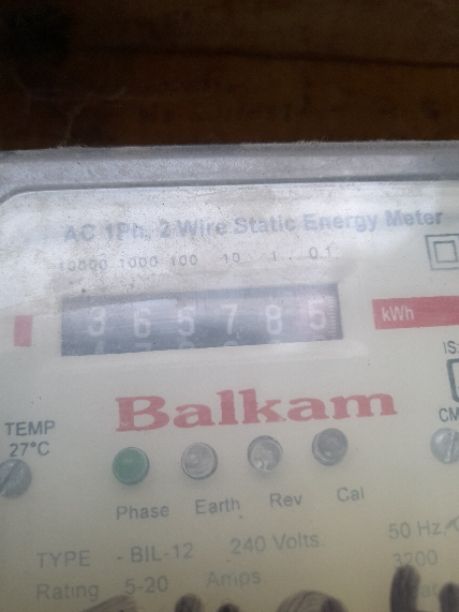 AC 1Ph. 2 Wire Static Energy Meter
10000 1000 100 10 1 0.1
3 6 5 7 8 5
kWh
IS:
Balkam
TEMP
27°C
CM
Phase Earth Rev Cal
TYPE - BIL-12 240 Volts. 50 Hz.
Rating 5-20 Amps 3200